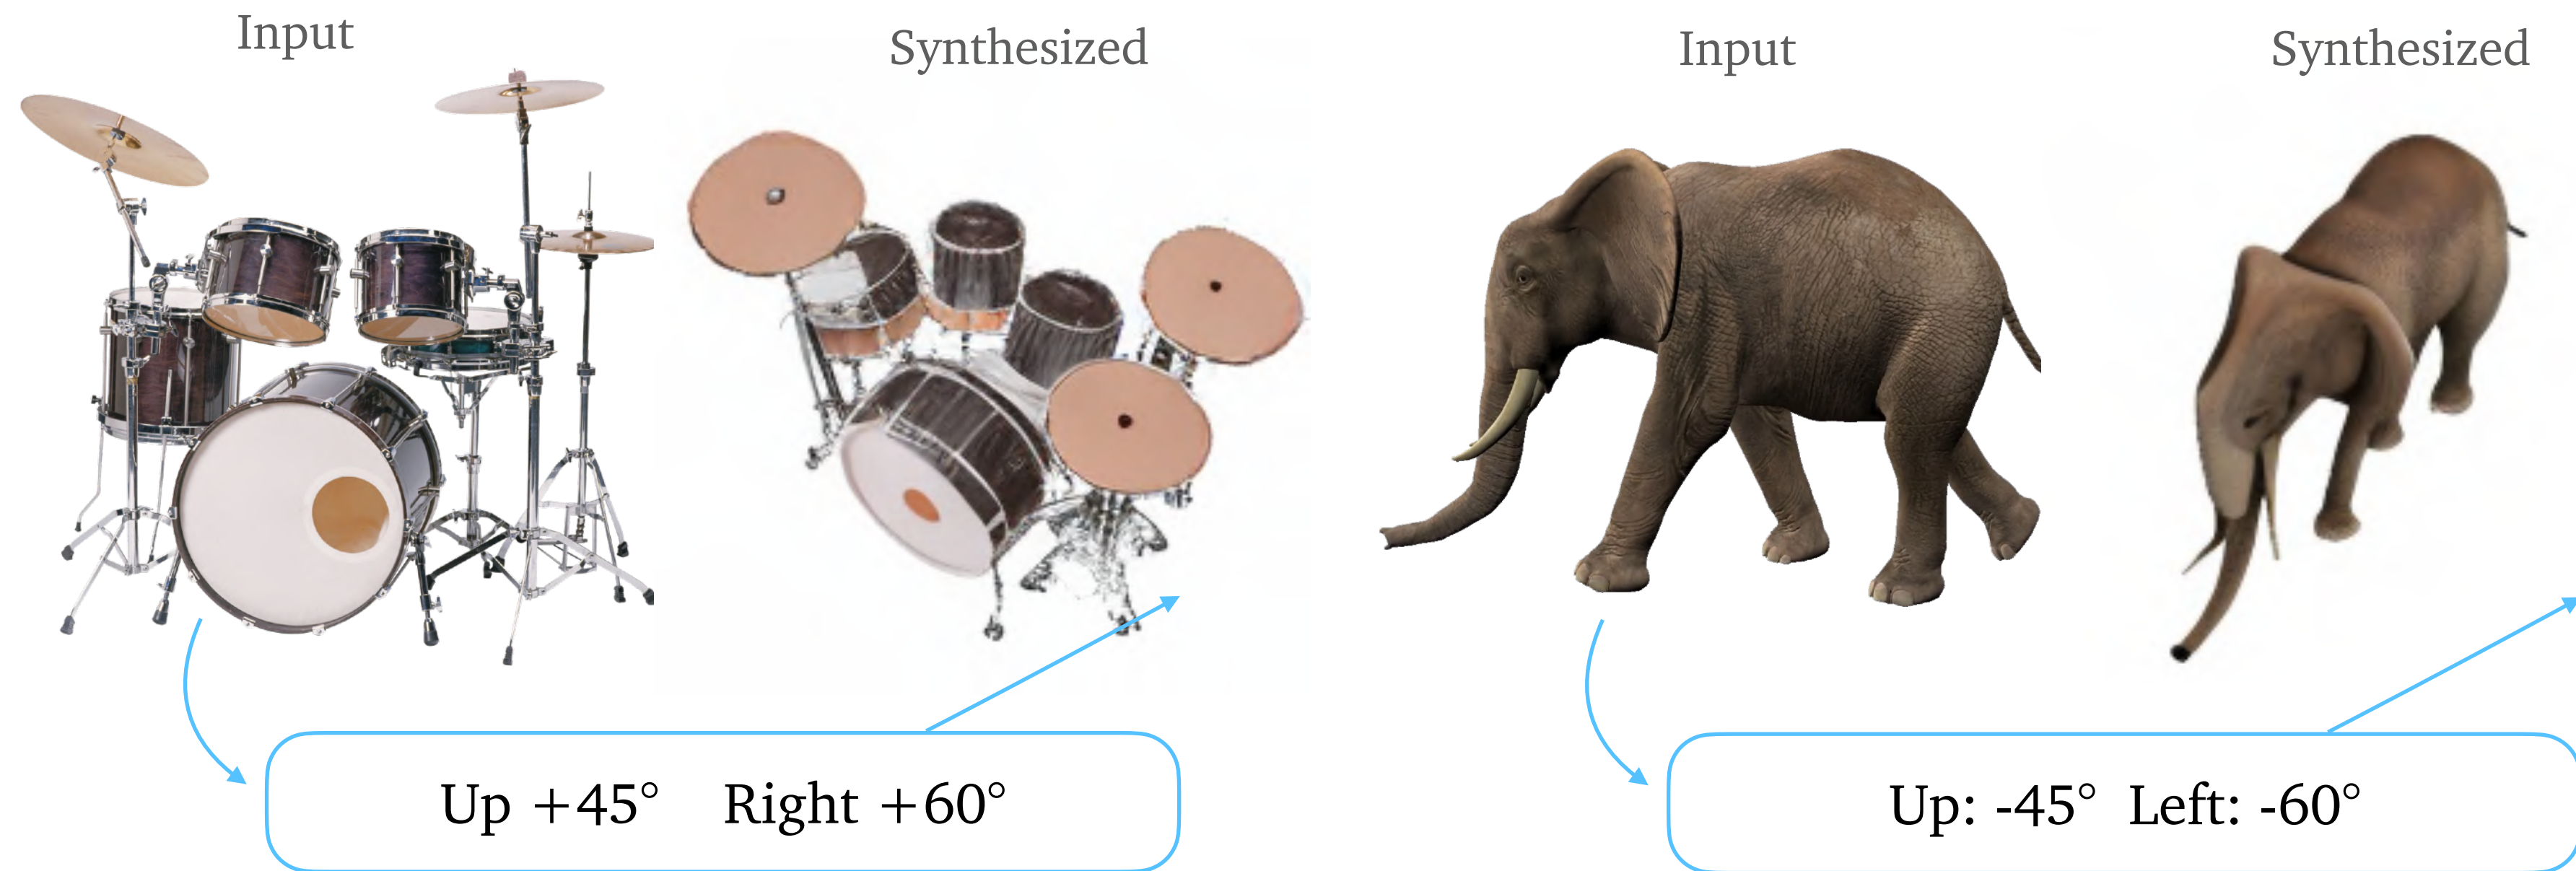 Input
Synthesized
Input
Synthesized
Up +45° Right +60°
Up: -45° Left: -60°